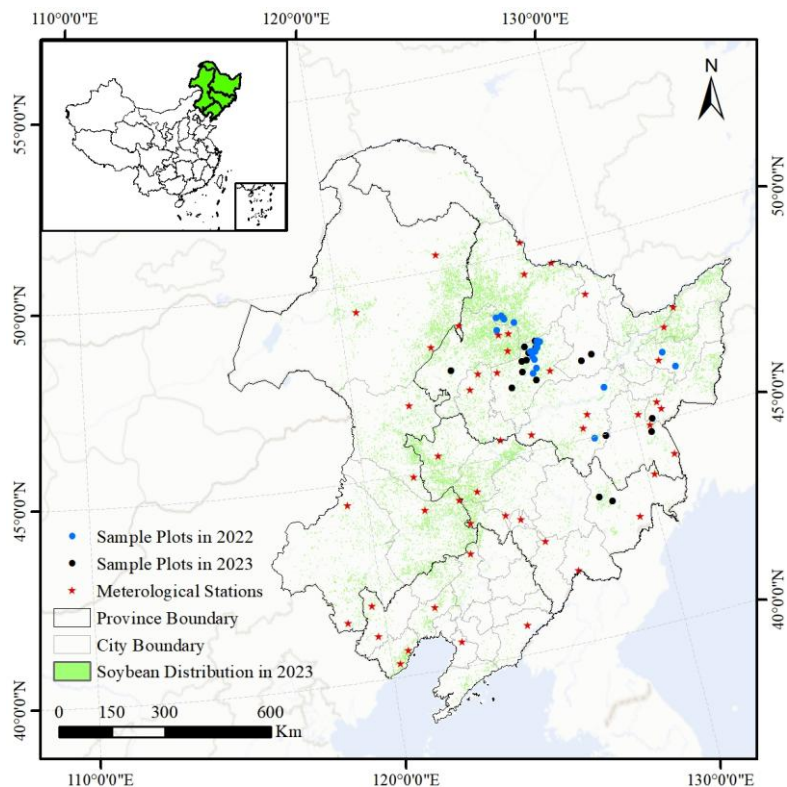 110°0'0"E 120°0'0"E 130°0'0"E
N
55°0'0"N
50°0'0"N
50°0'0"N
45°0'0"N
45°0'0"N
40°0'0"N
40°0'0"N
Sample Plots in 2022
Sample Plots in 2023
Meterological Stations
Province Boundary
City Boundary
Soybean Distribution in 2023
0 150 300 600
Km
110°0'0"E 120°0'0"E 130°0'0"E